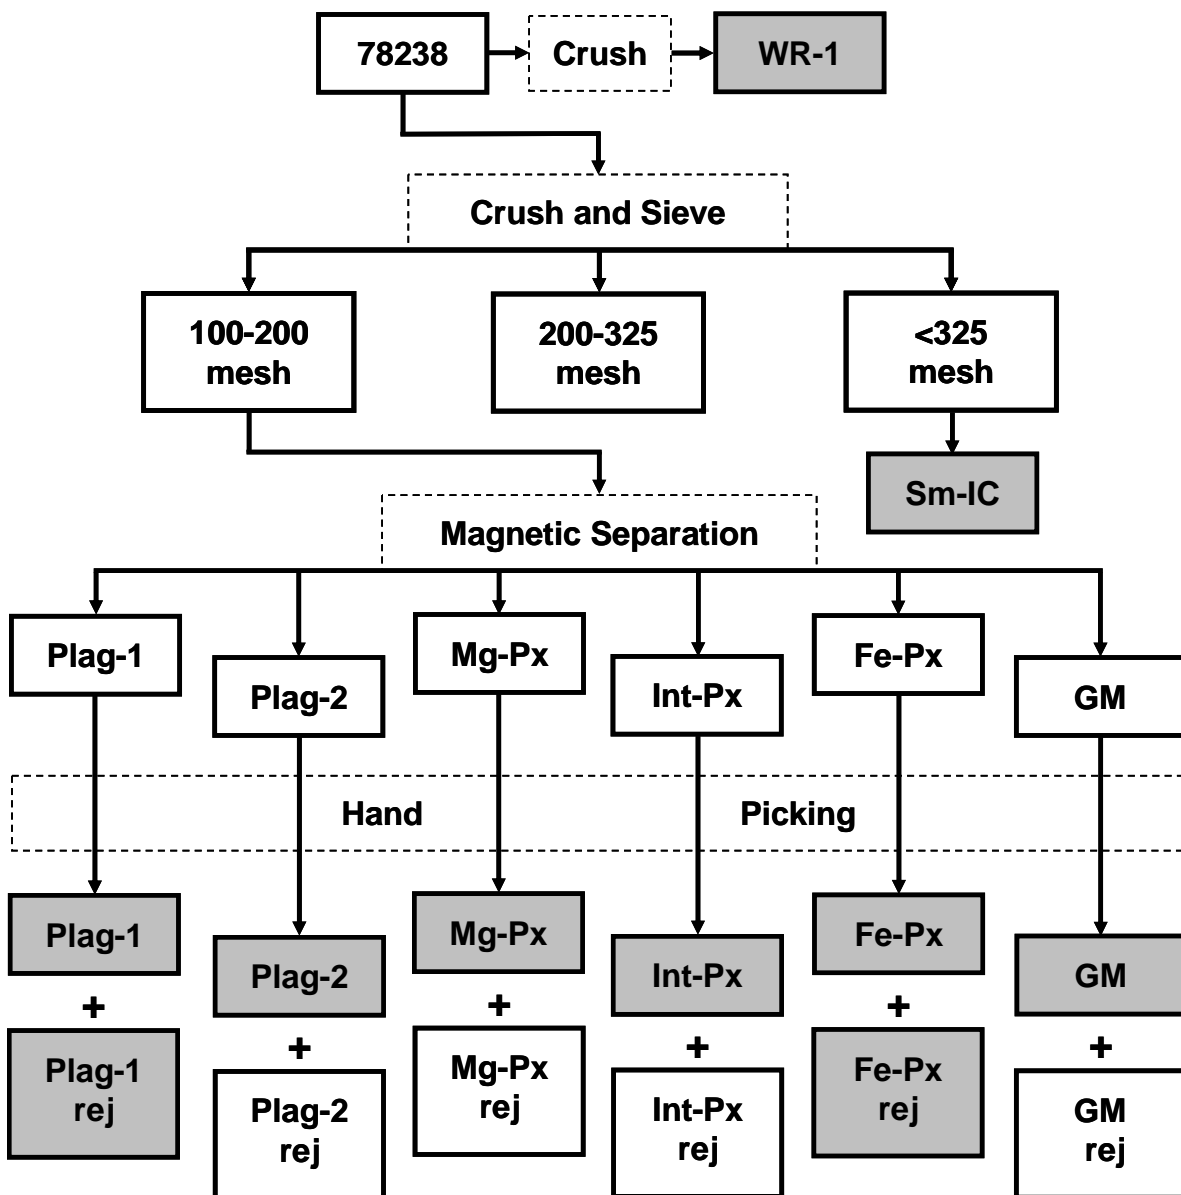 78238
Crush
WR-1
Crush and Sieve
100-200
mesh
200-325
mesh
<325
mesh
Sm-IC
Magnetic Separation
Plag-1
Plag-2
Mg-Px
Int-Px
Fe-Px
GM
Hand Picking
Plag-1
Plag-2
Mg-Px
Int-Px
Fe-Px
GM
+
+
+
+
+
+
Plag-1
rej
Plag-2
rej
Mg-Px
rej
Int-Px
rej
Fe-Px
rej
GM
rej